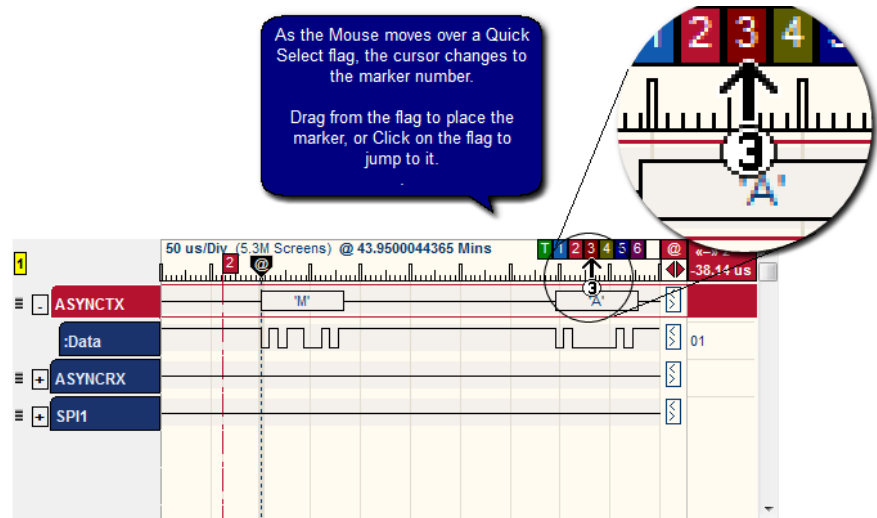 As the Mouse moves over a Quick
Select flag, the cursor changes to
the marker number.
Drag from the flag to place the
marker, or Click on the flag to
jump to it.
.
1 2 3 4 5
3
'A'
50 us/Div (5.3M Screens) @ 43.9500044365 Mins T 1 2 3 4 5 6 @
1 2 @ -38.14 us
3
- ASYNCTX 'M' 'A'
:Data 01
+ ASYNCRX
+ SPI1